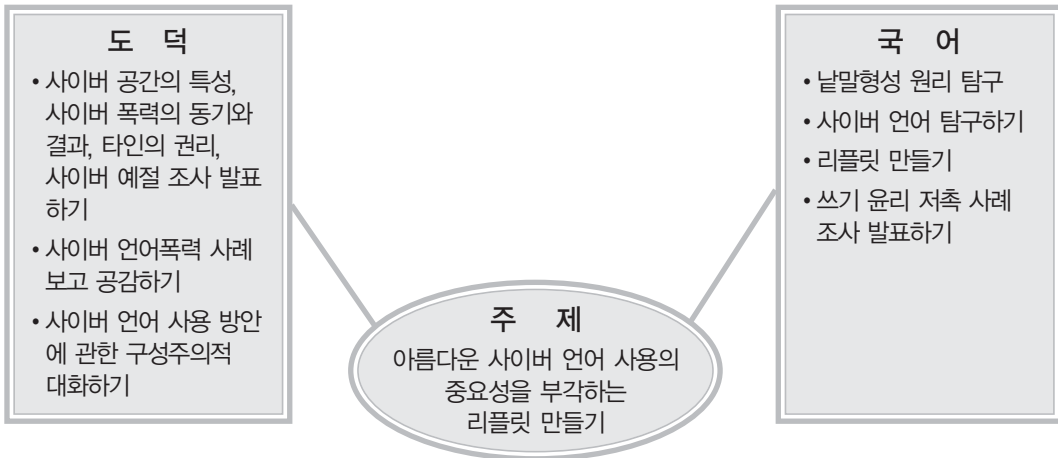 도 덕
• 사이버 공간의 특성,
사이버 폭력의 동기와
결과, 타인의 권리,
사이버 예절 조사 발표
하기
• 사이버 언어폭력 사례
보고 공감하기
• 사이버 언어 사용 방안
에 관한 구성주의적
대화하기
국 어
• 낱말형성 원리 탐구
• 사이버 언어 탐구하기
• 리플릿 만들기
• 쓰기 윤리 저촉 사례
조사 발표하기
주 제
아름다운 사이버 언어 사용의
중요성을 부각하는
리플릿 만들기